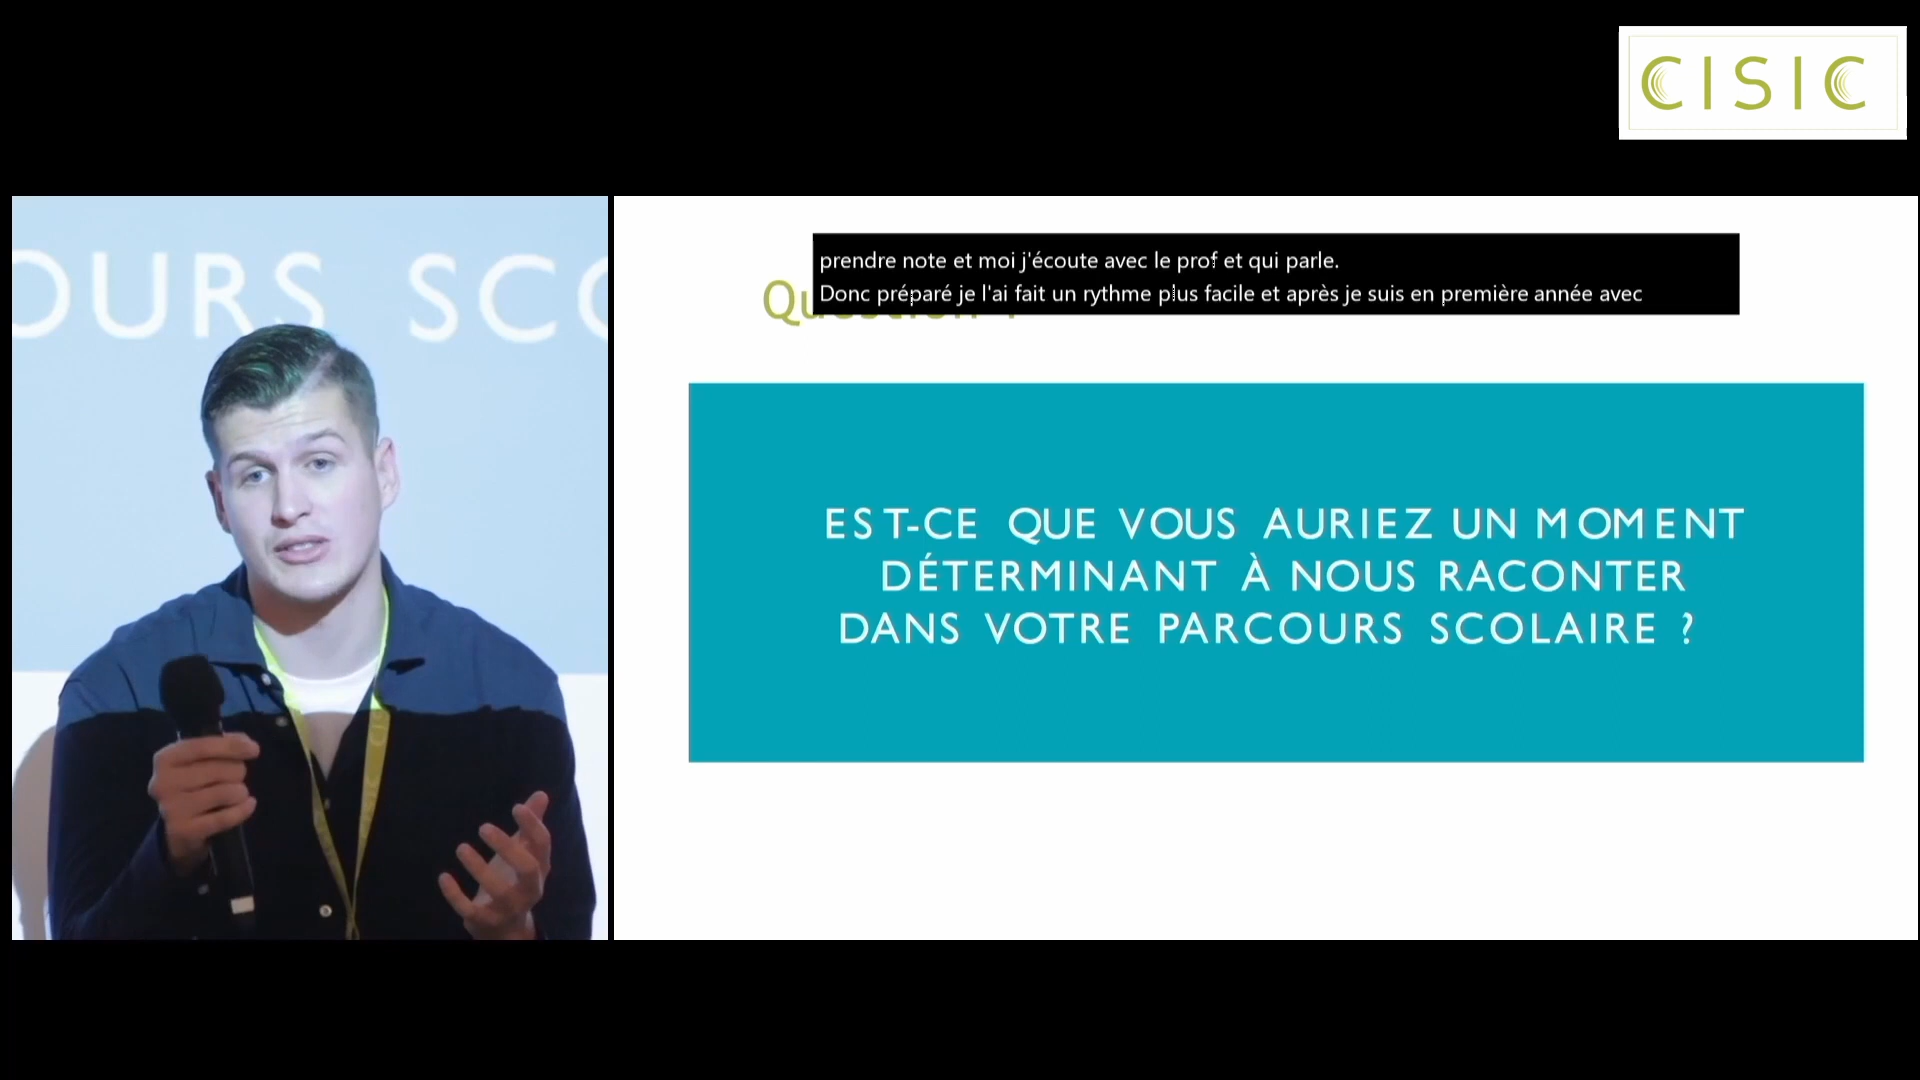 CISIC
OURS SCO
prendre note et moi j'écoute avec le prof et qui parle.
Donc préparé je l'ai fait un rythme plus facile et après je suis en première année avec
EST-CE QUE VOUS AURIEZ UN MOMENT
DÉTERMINANT À NOUS RACONTER
DANS VOTRE PARCOURS SCOLAIRE ?